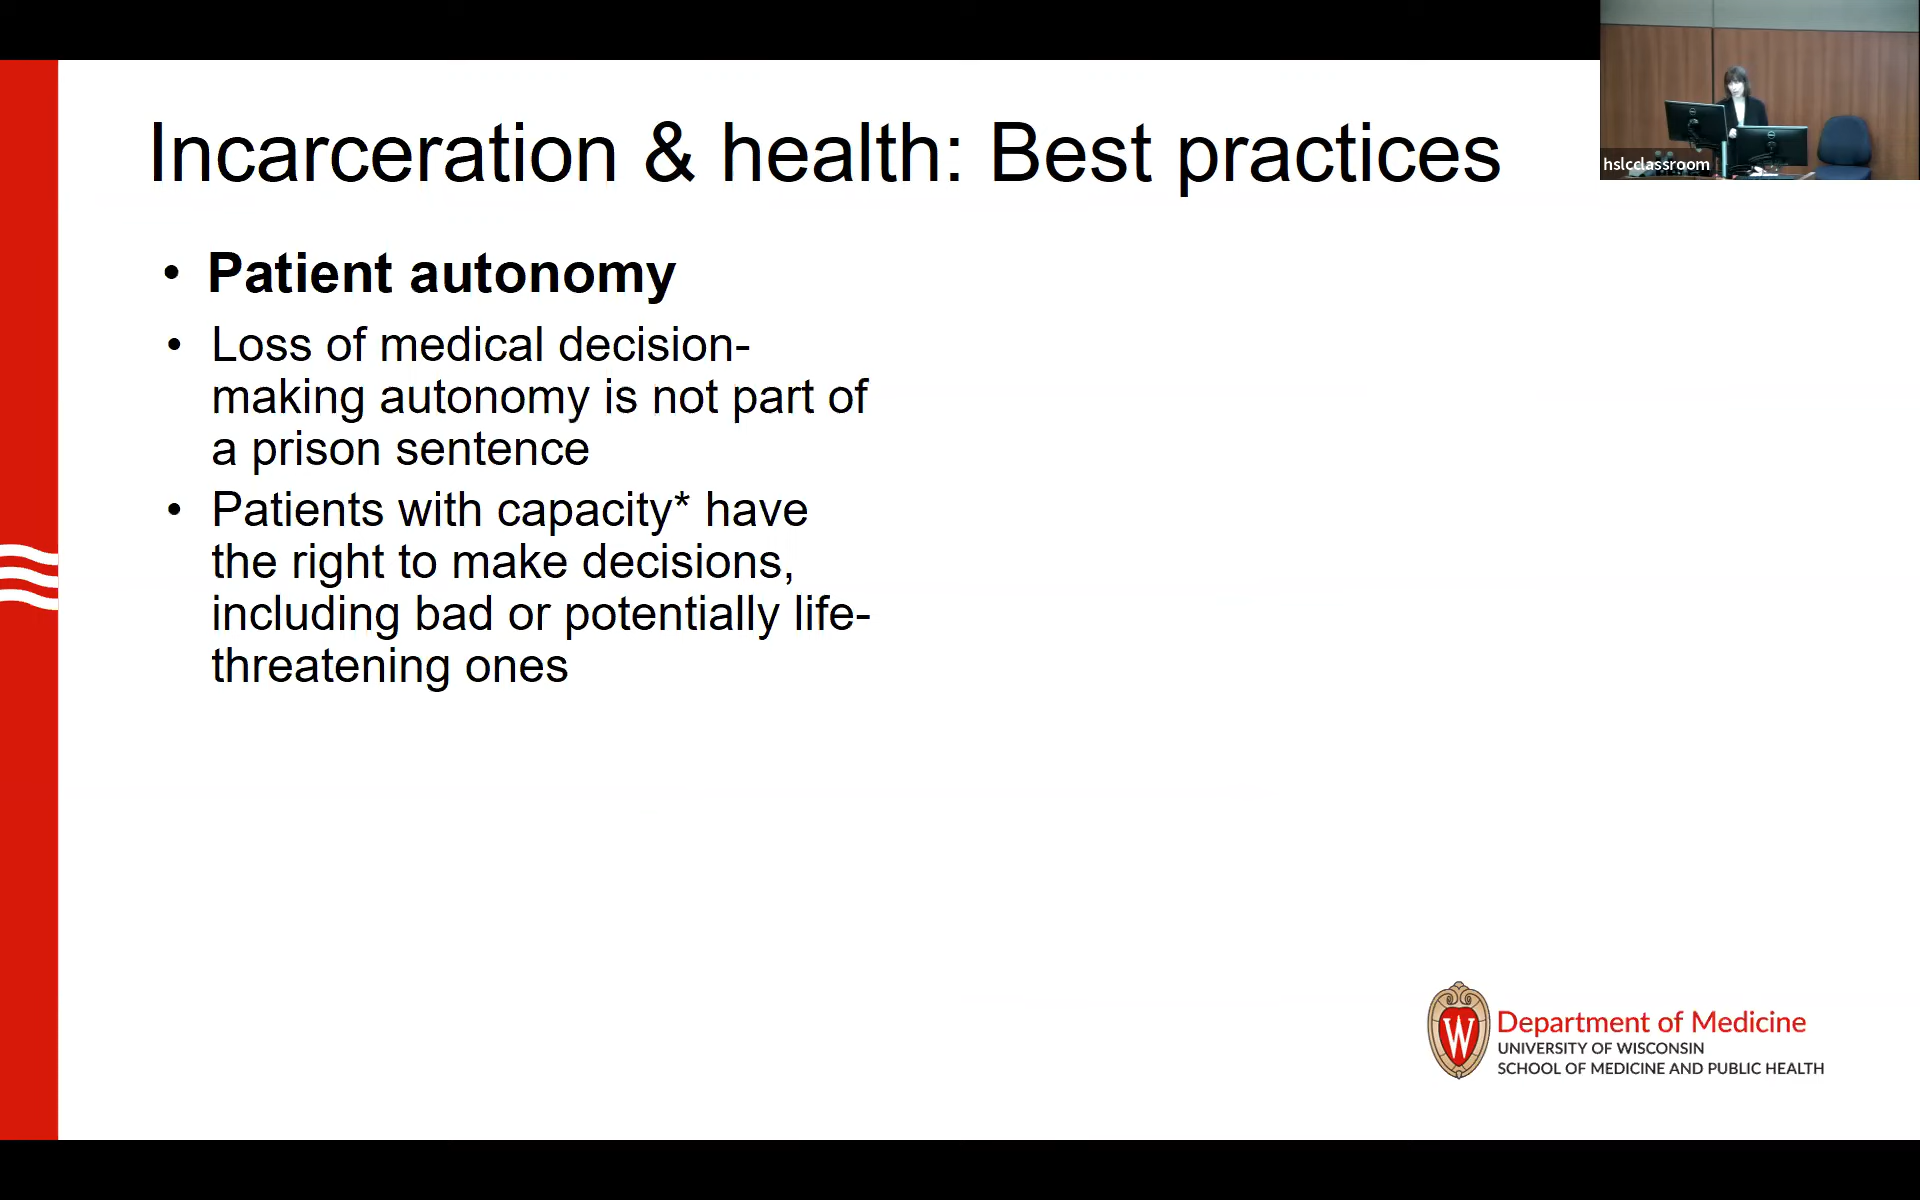 Incarceration & health: Best practices
hslcclassroom
• Patient autonomy
• Loss of medical decision-
making autonomy is not part of
a prison sentence
• Patients with capacity* have
the right to make decisions,
including bad or potentially life-
threatening ones
W
Department of Medicine
UNIVERSITY OF WISCONSIN
SCHOOL OF MEDICINE AND PUBLIC HEALTH